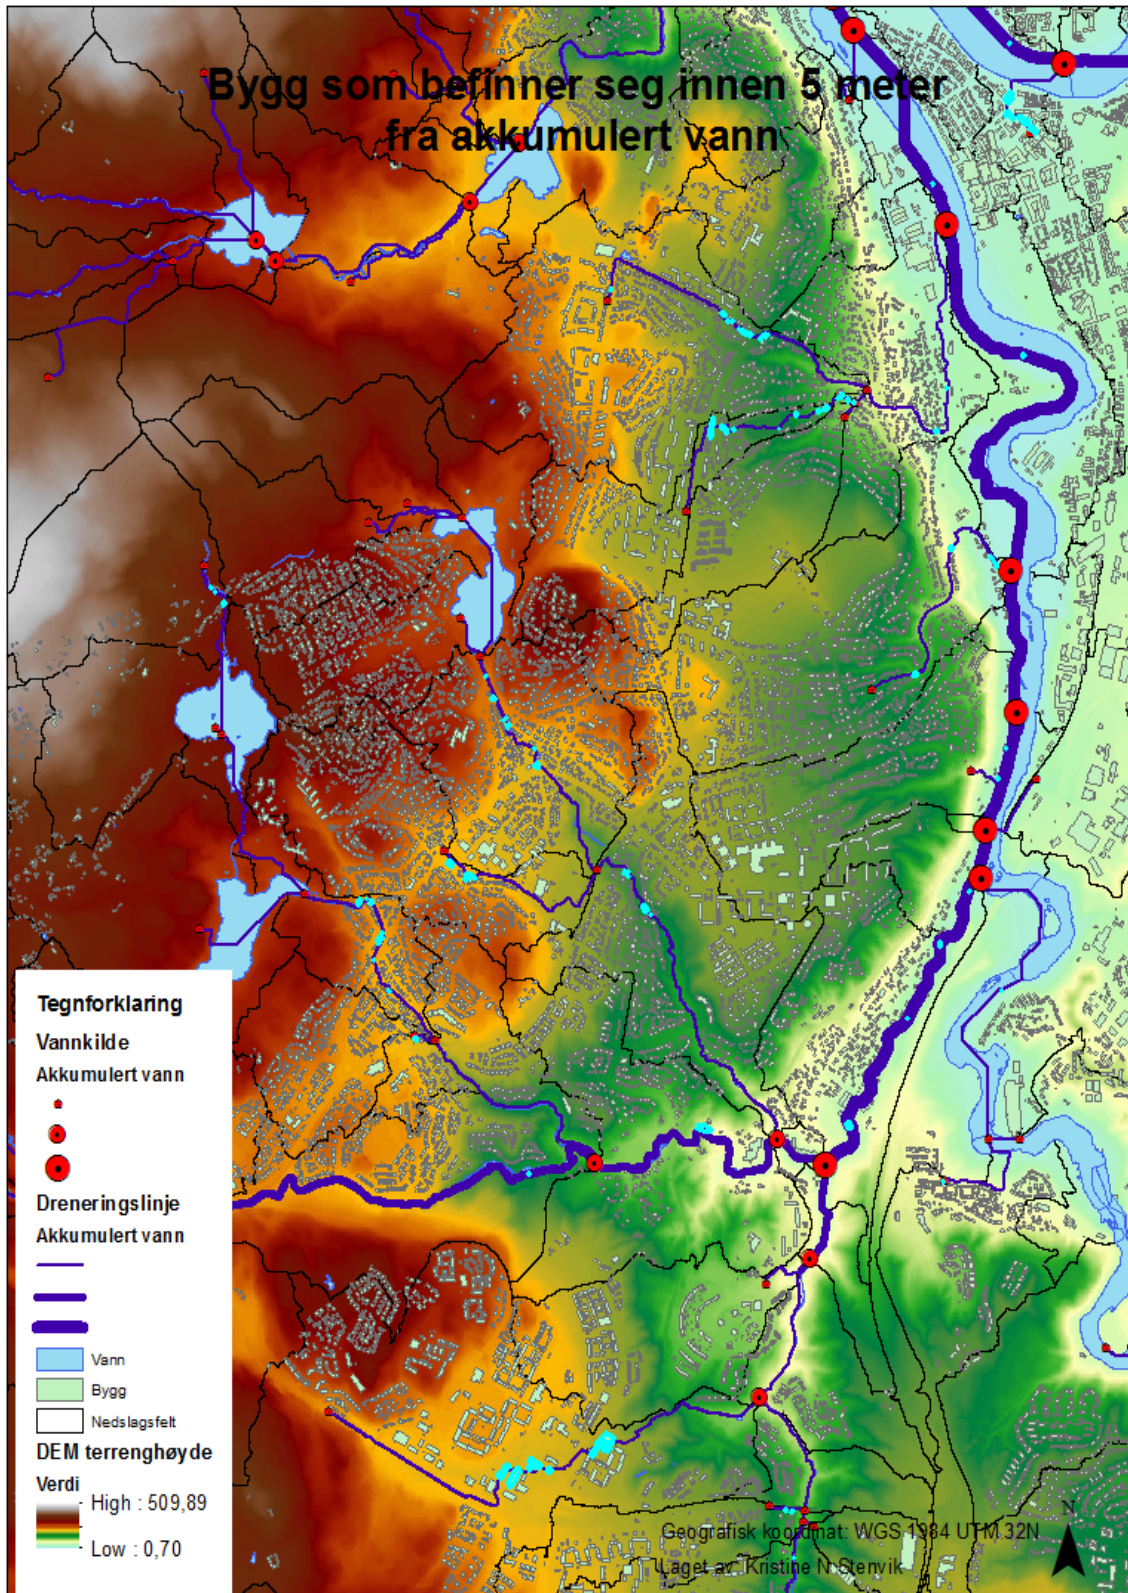 Bygg som befinner seg innen 5 meter
fra akkumulert vann
Tegnforklaring
Vannkilde
Akkumulert vann
Dreneringslinje
Akkumulert vann
Vann
Bygg
Nedslagsfelt
DEM terrenghøyde
Verdi
High : 509,89
Low : 0,70
N
Geografisk koordinat: WGS 1984 UTM 32N
Laget av: Kristine N Stenvik